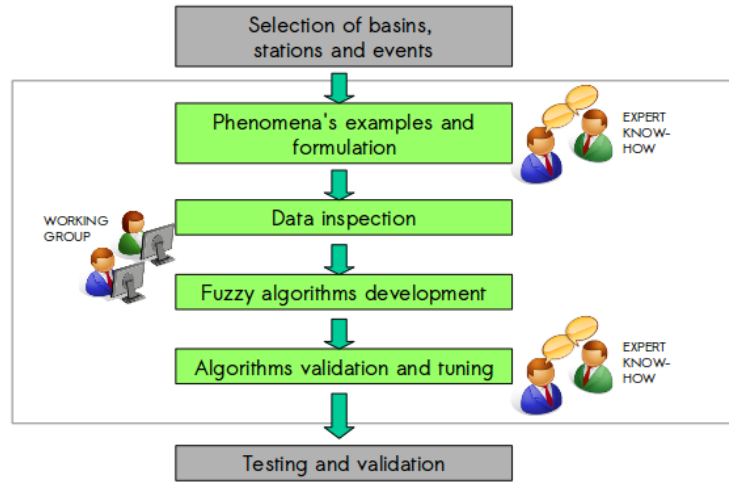 Selection of basins,
stations and events
Phenomena's examples and
formulation
EXPERT
KNOW-
HOW
WORKING
GROUP
Data inspection
Fuzzy algorithms development
Algorithms validation and tuning
EXPERT
KNOW-
HOW
Testing and validation